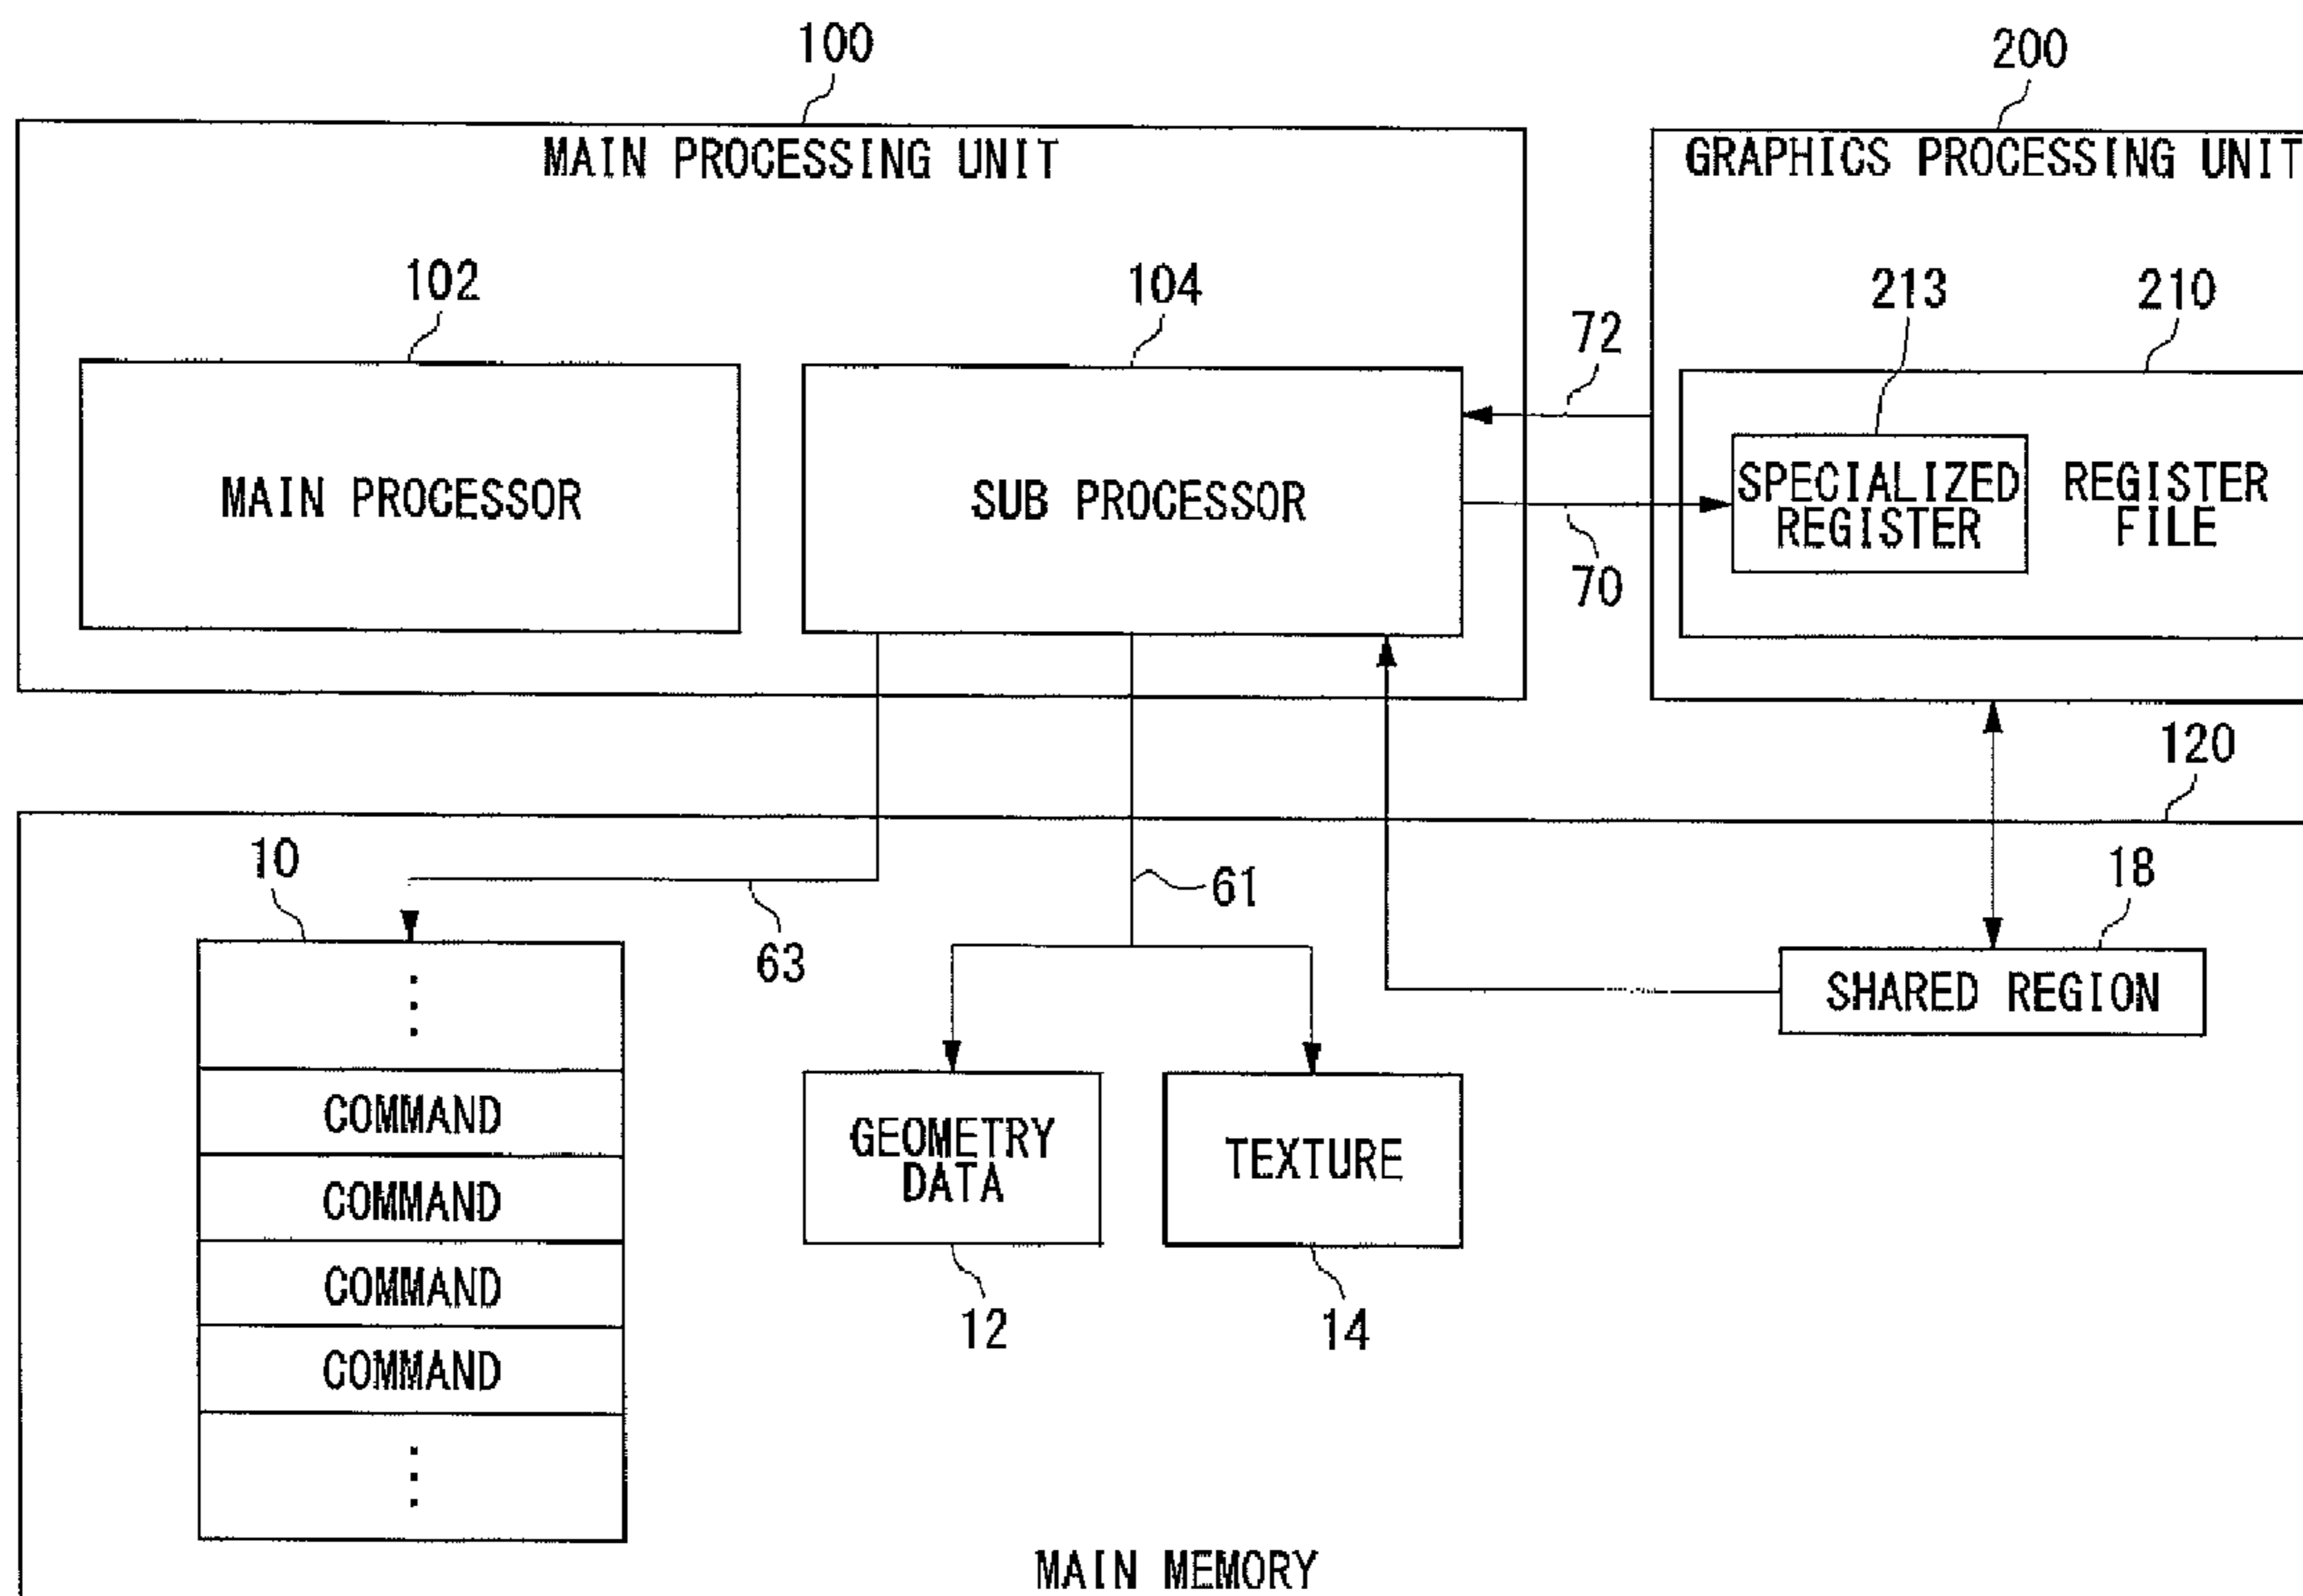 100
200
MAIN PROCESSING UNIT
GRAPHICS PROCESSING UNIT
102
104
213
210
72
MAIN PROCESSOR
SUB PROCESSOR
SPECIALIZED
REGISTER
REGISTER
FILE
70
120
10
61
18
63
SHARED REGION
COMMAND
COMMAND
COMMAND
COMMAND
GEOMETRY
DATA
TEXTURE
12
14
MAIN MEMORY